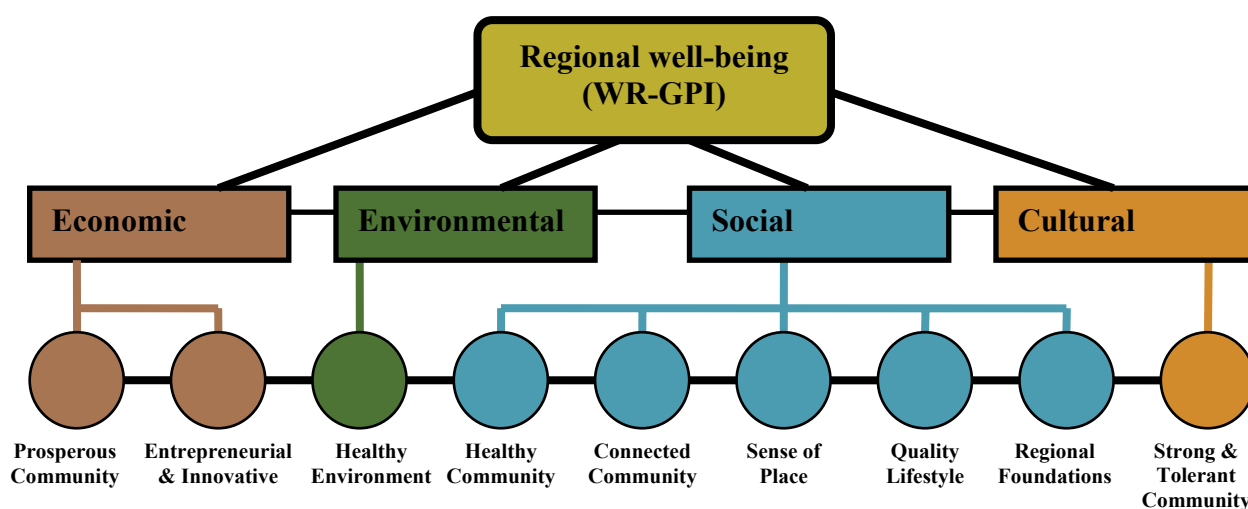 Regional well-being
(WR-GPI)
Economic
Environmental
Social
Cultural
Prosperous
Community
Entrepreneurial
& Innovative
Healthy
Environment
Healthy
Community
Connected
Community
Sense of
Place
Quality
Lifestyle
Regional
Foundations
Strong &
Tolerant
Community